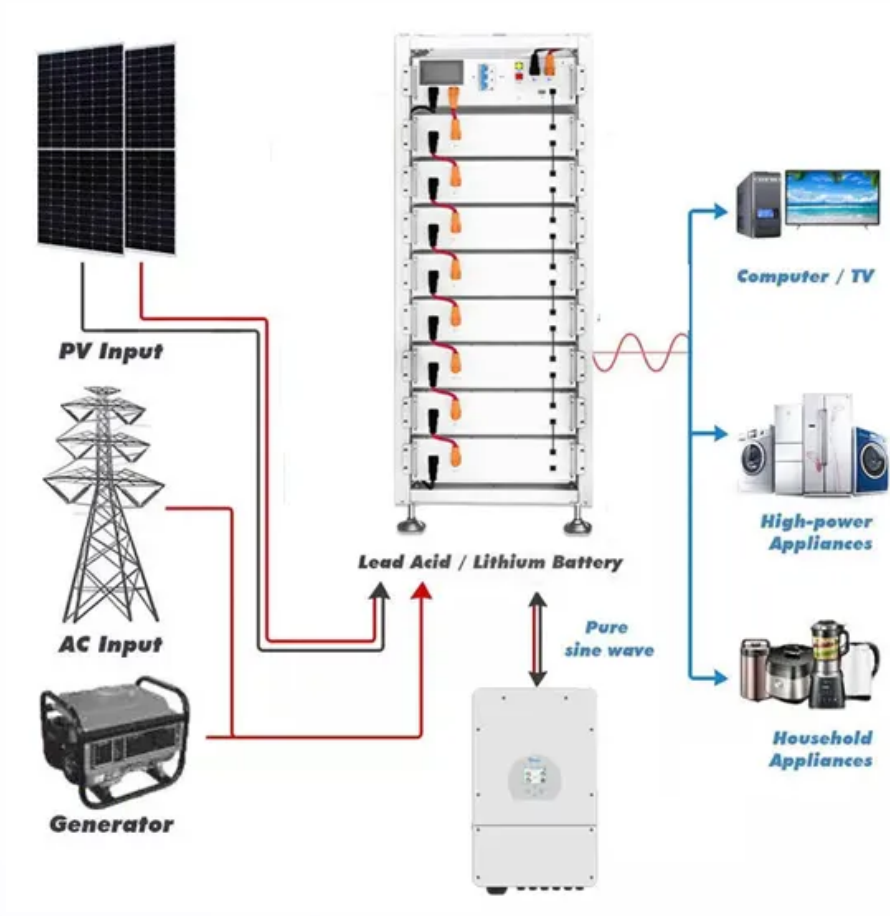 PV Input
AC Input
Generator
Lead Acid / Lithium Battery
Pure
sine wave
Computer / TV
High-power
Appliances
Household
Appliances